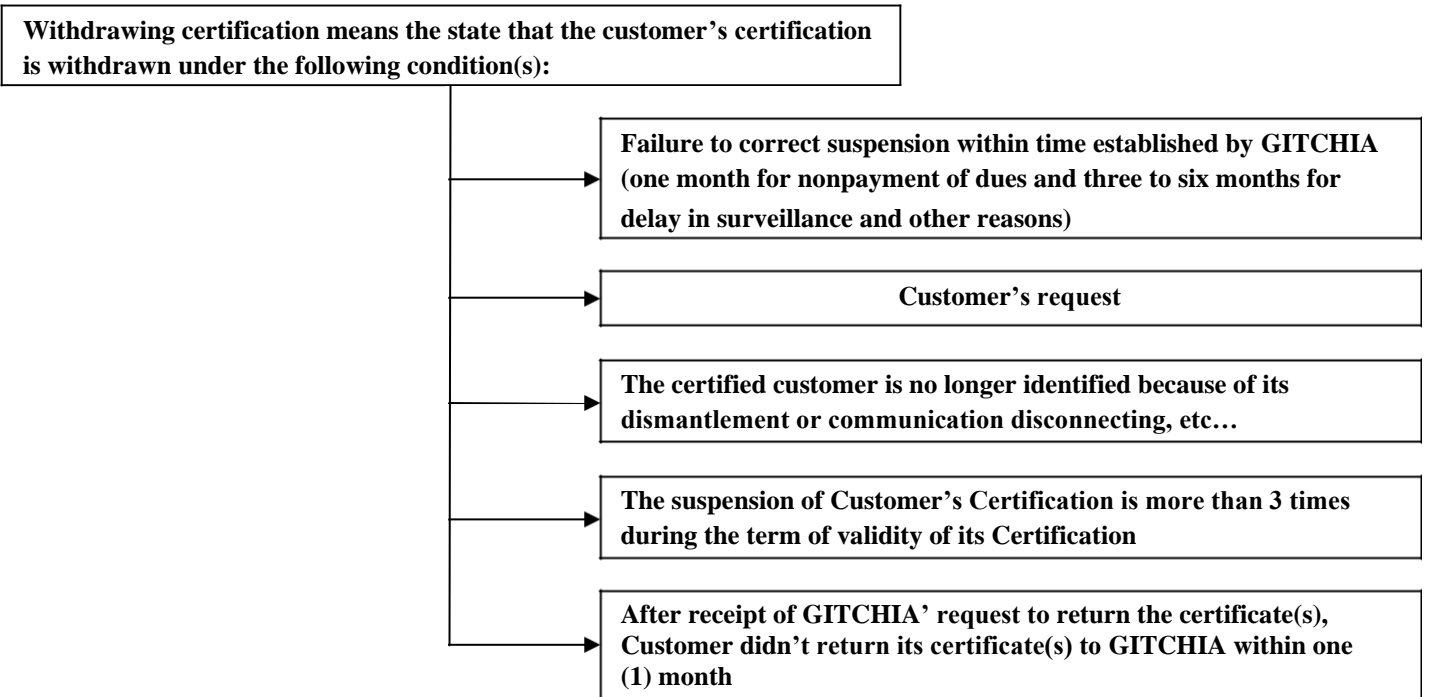 Withdrawing certification means the state that the customer’s certification
is withdrawn under the following condition(s):
Failure to correct suspension within time established by GITCHIA
(one month for nonpayment of dues and three to six months for
delay in surveillance and other reasons)
Customer’s request
The certified customer is no longer identified because of its
dismantlement or communication disconnecting, etc…
The suspension of Customer’s Certification is more than 3 times
during the term of validity of its Certification
After receipt of GITCHIA’ request to return the certificate(s),
Customer didn’t return its certificate(s) to GITCHIA within one
(1) month